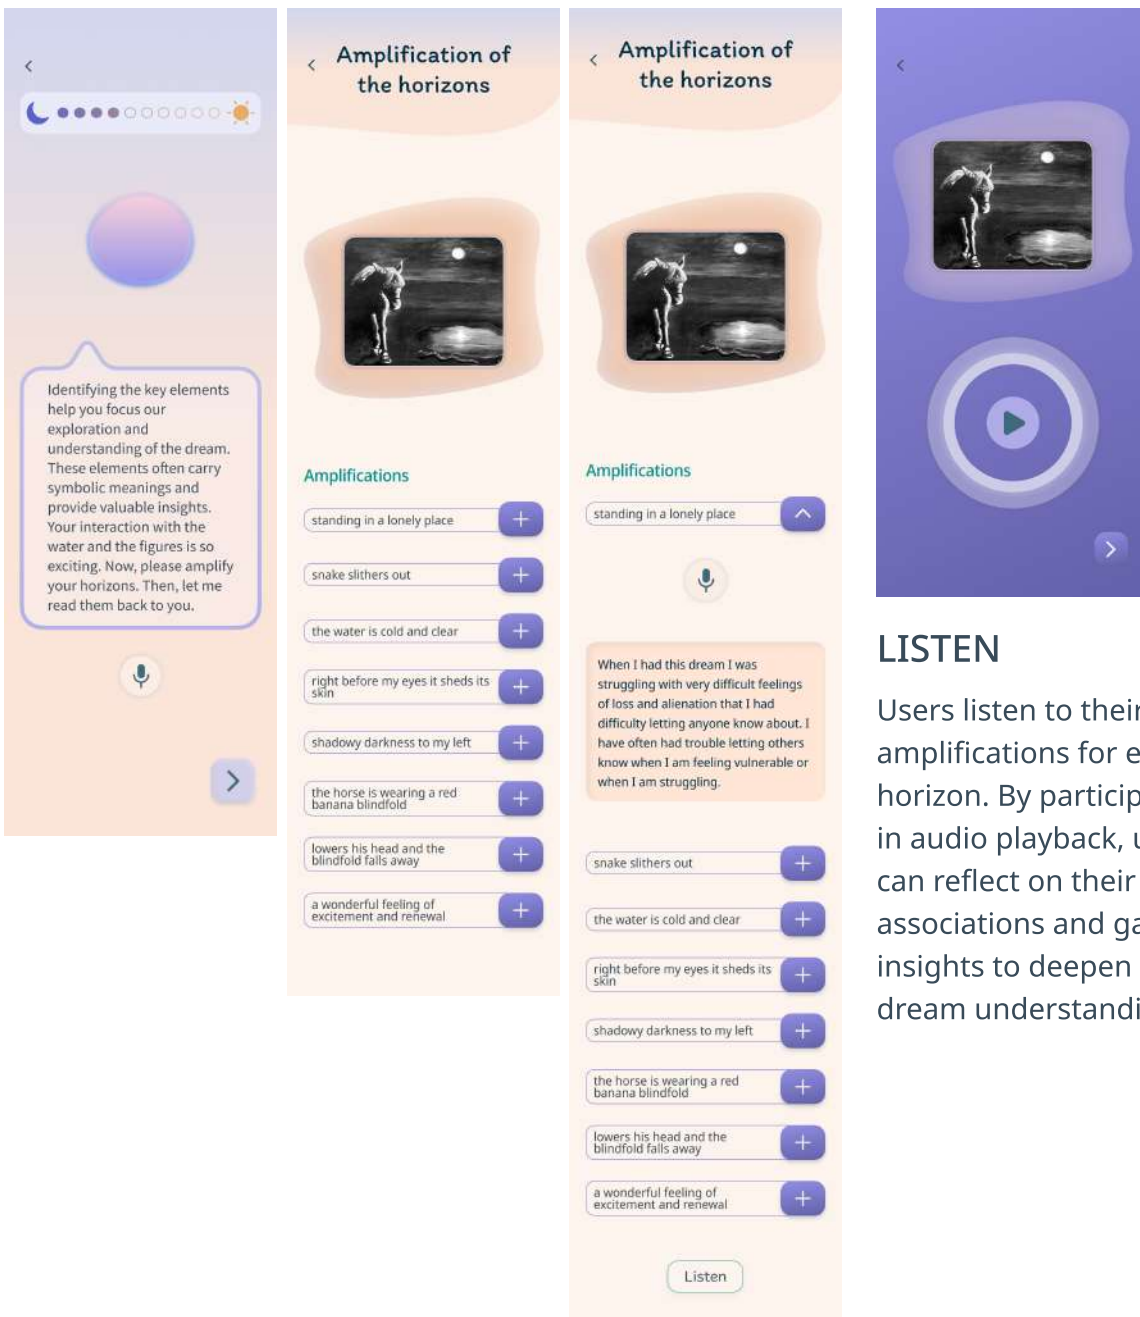 Identifying the key elements
help you focus our
exploration and
understanding of the dream.
These elements often carry
symbolic meanings and
provide valuable insights.
Your interaction with the
water and the figures is so
exciting. Now, please amplify
your horizons. Then, let me
read them back to you.
Amplification of
the horizons
Amplifications
standing in a lonely place
snake slithers out
the water is cold and clear
right before my eyes it sheds its
skin
shadowy darkness to my left
the horse is wearing a red
banana blindfold
lowers his head and the
blindfold falls away
a wonderful feeling of
excitement and renewal
Amplification of
the horizons
Amplifications
standing in a lonely place
When I had this dream I was
struggling with very difficult feelings
of loss and alienation that I had
difficulty letting anyone know about. I
have often had trouble letting others
know when I am feeling vulnerable or
when I am struggling.
snake slithers out
the water is cold and clear
right before my eyes it sheds its
skin
shadowy darkness to my left
the horse is wearing a red
banana blindfold
lowers his head and the
blindfold falls away
a wonderful feeling of
excitement and renewal
Listen
LISTEN
Users listen to their
amplifications for e
horizon. By particip
in audio playback, u
can reflect on their
associations and ga
insights to deepen
dream understandi